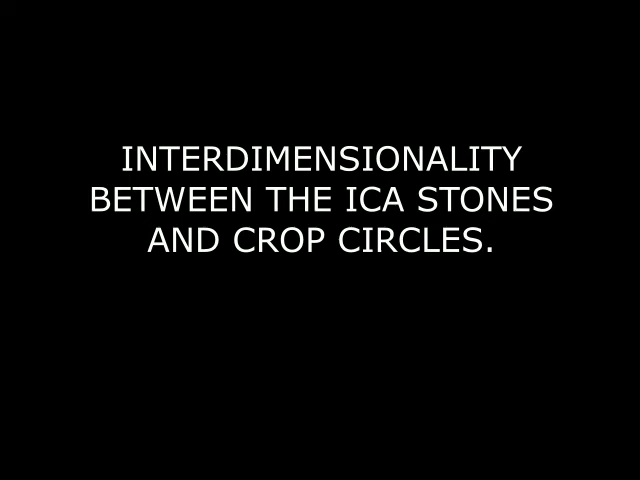 INTERDIMENSIONALITY
BETWEEN THE ICA STONES
AND CROP CIRCLES.